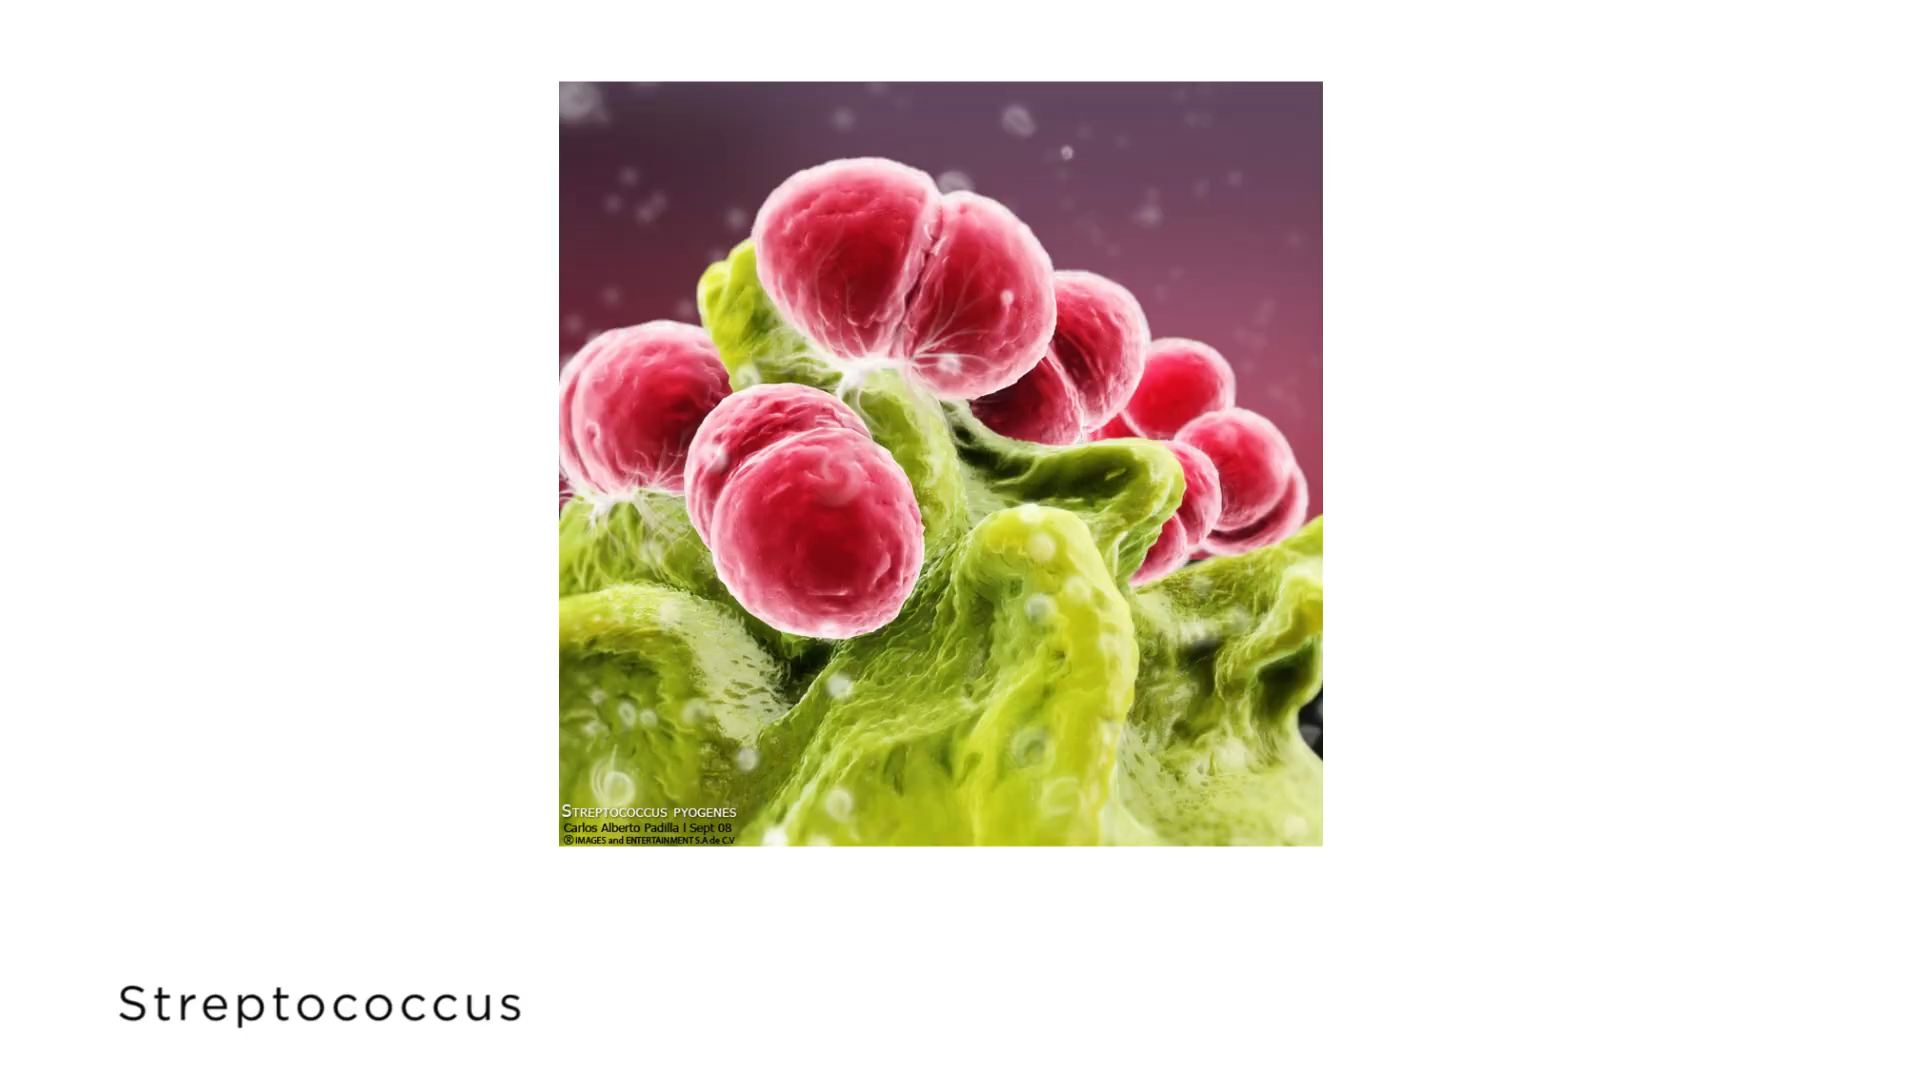 STREPTOCOCCUS PYOGENES
Carlos Alberto Padilla | Sept 08
® IMAGES and ENTERTAINMENT S.A de C.V
Streptococcus